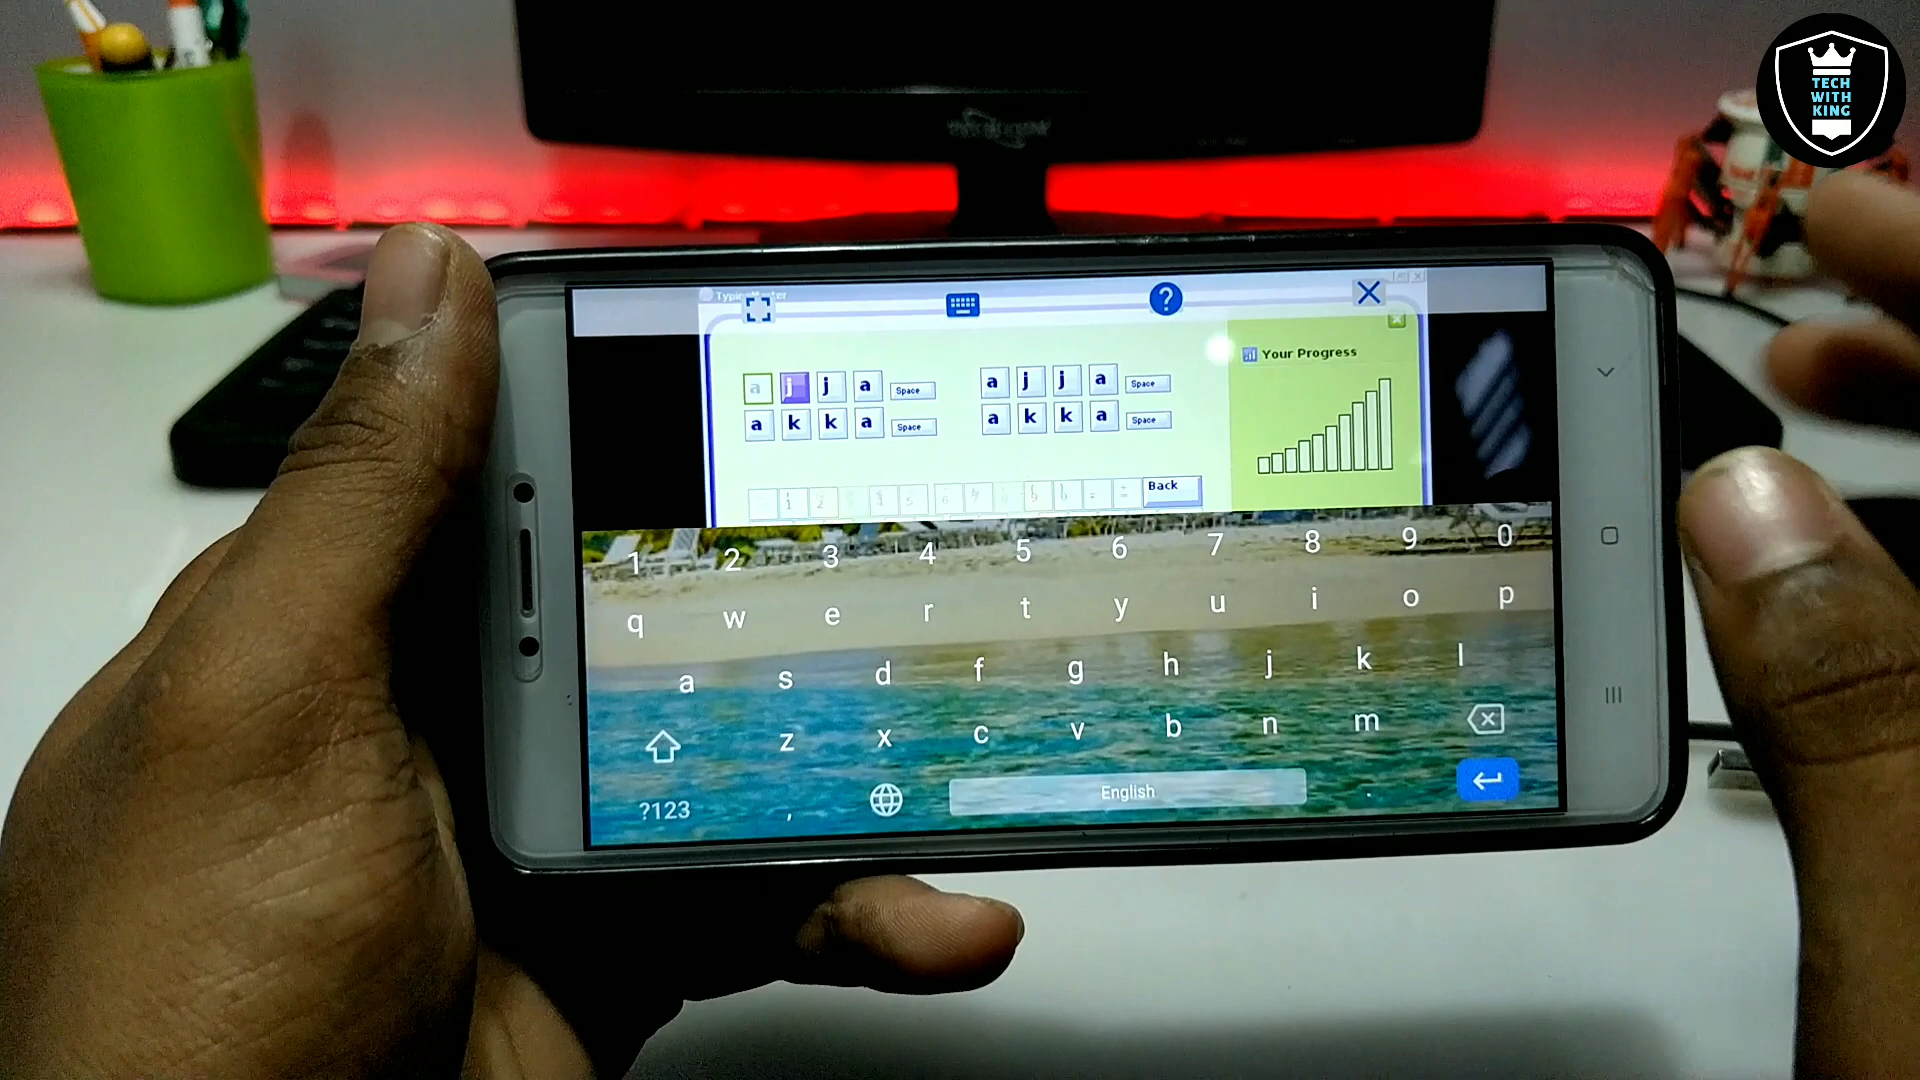 TECH
WITH
KING
TypingMaster
?
Your Progress
a j j a Space a j j a Space
a k k a Space a k k a Space
Back
1 2 3 4 5 6 7 8 9 0
q w e r t y u i o p
a s d f g h j k l
z x c v b n m
?123 , English .